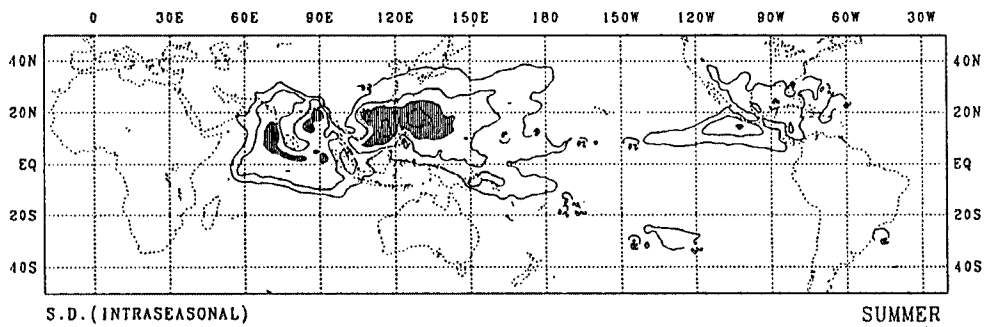 0 30E 60E 90E 120E 150E 180 150W 120W 90W 60W 30W
40N 40N
20N 20N
EQ EQ
20S 20S
40S 40S
S.D.(INTRASEASONAL) SUMMER